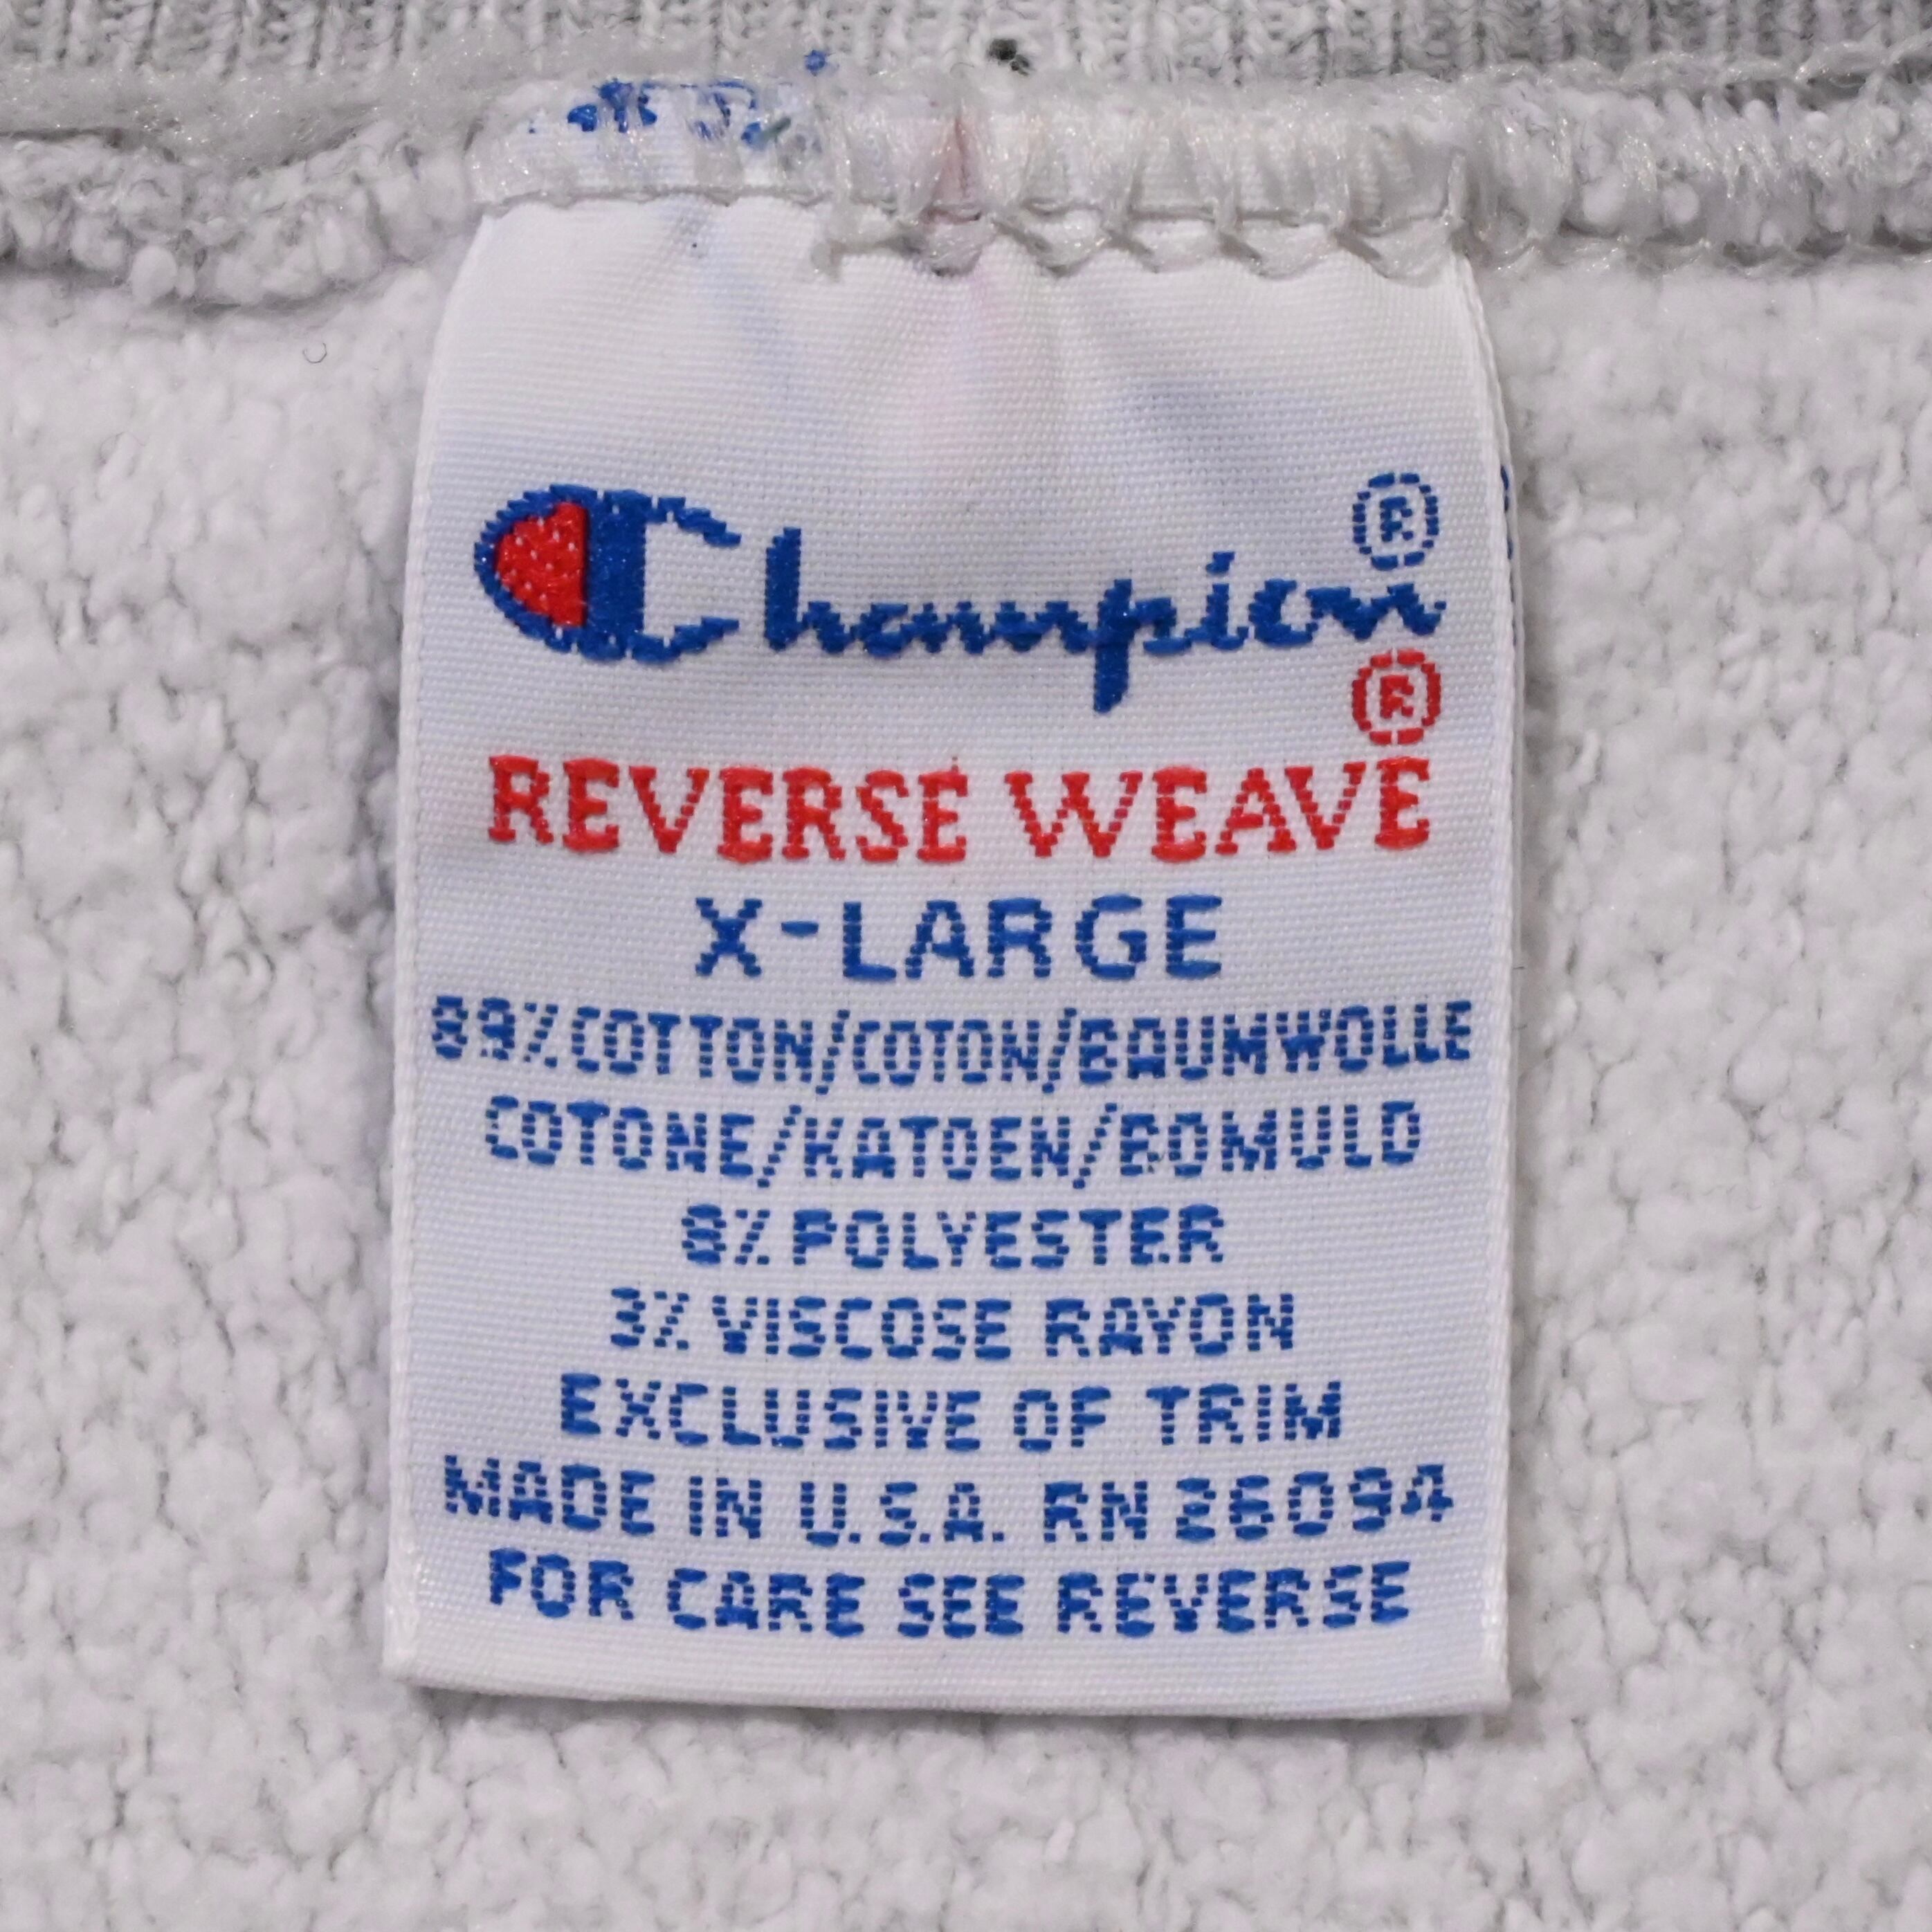 Champion®
®
REVERSE WEAVE
X-LARGE
89% COTTON/COTON/BAUMWOLLE
COTONE/KATOEN/BOMULD
8% POLYESTER
3% VISCOSE RAYON
EXCLUSIVE OF TRIM
MADE IN U.S.A. RN 26094
FOR CARE SEE REVERSE